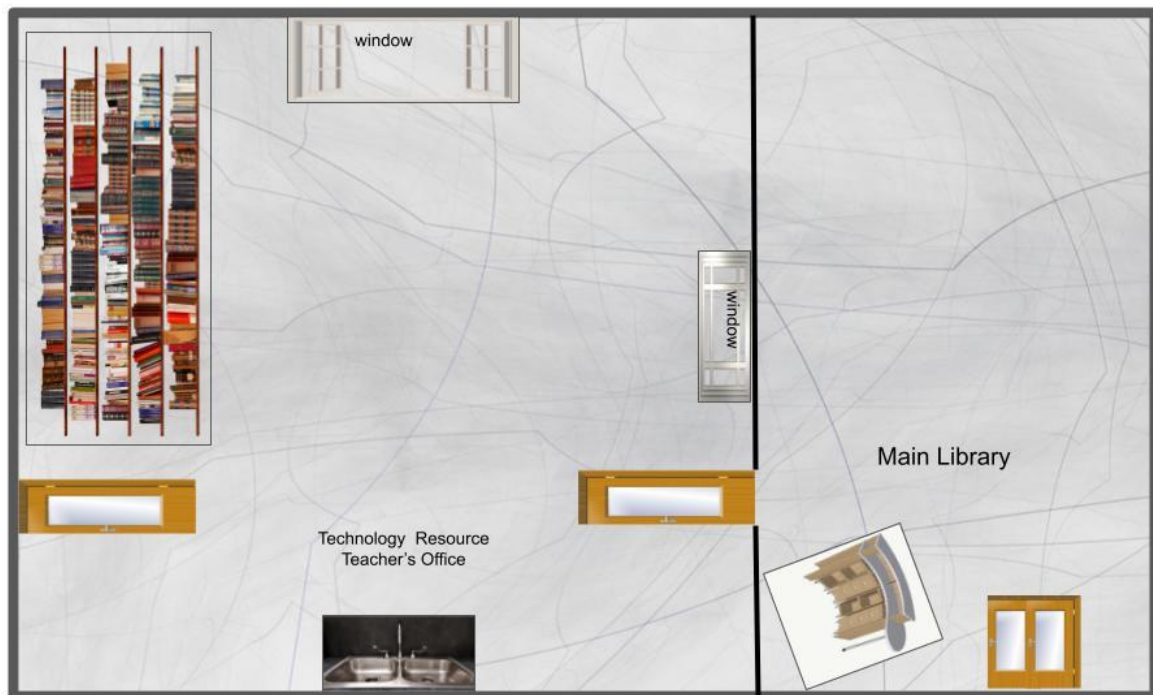 window
window
Main Library
Technology Resource
Teacher's Office